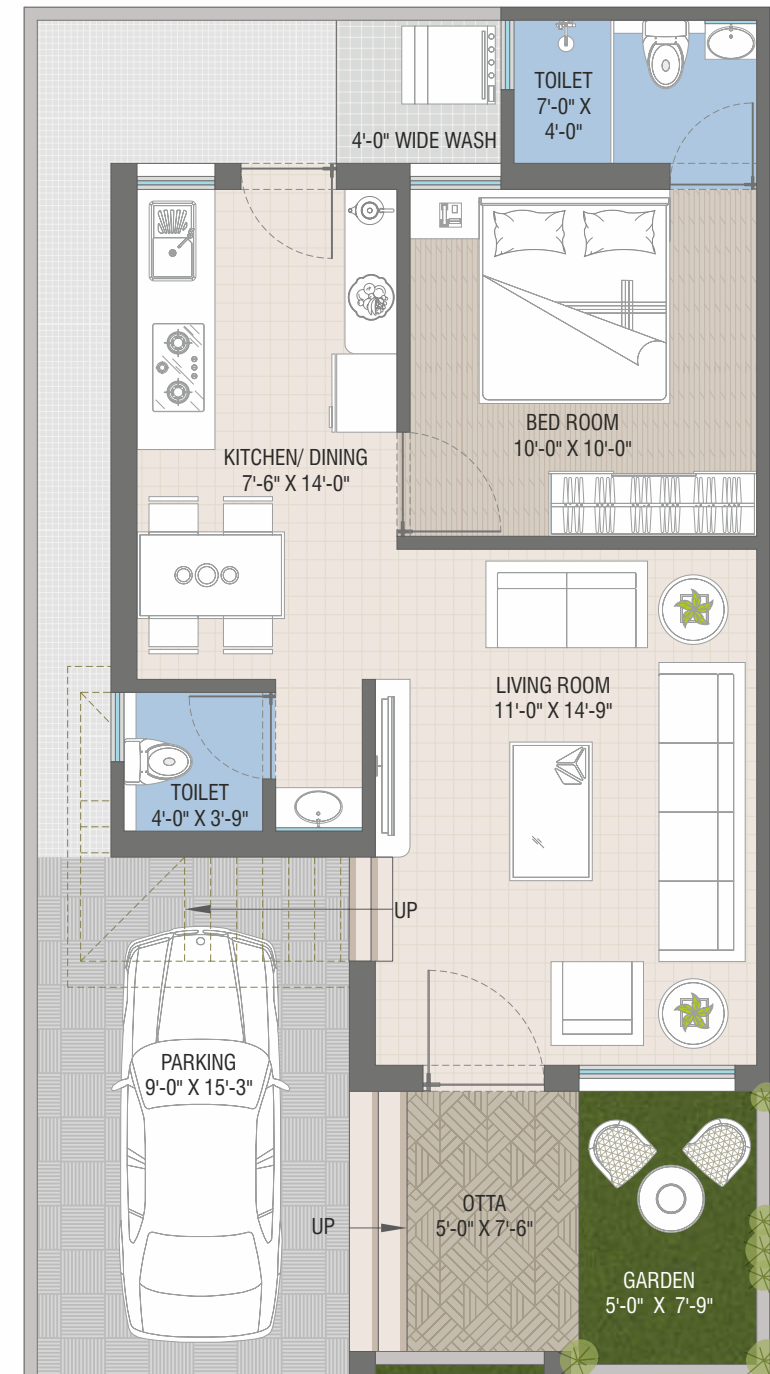 TOILET
7'-0" X
4'-0"
4'-0" WIDE WASH
BED ROOM
10'-0" X 10'-0"
KITCHEN/ DINING
7'-6" X 14'-0"
LIVING ROOM
11'-0" X 14'-9"
TOILET
4'-0" X 3'-9"
UP
PARKING
9'-0" X 15'-3"
OTTA
5'-0" X 7'-6"
UP
GARDEN
5'-0" X 7'-9"